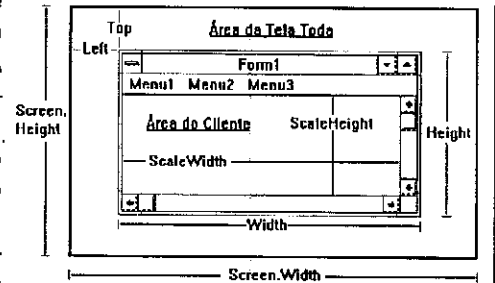 Top
Área da Tela Toda
Left
Form1
Menu1 Menu2 Menu3
Screen.
Height
Área do Cliente
ScaleHeight
Height
ScaleWidth
Width
Screen.Width